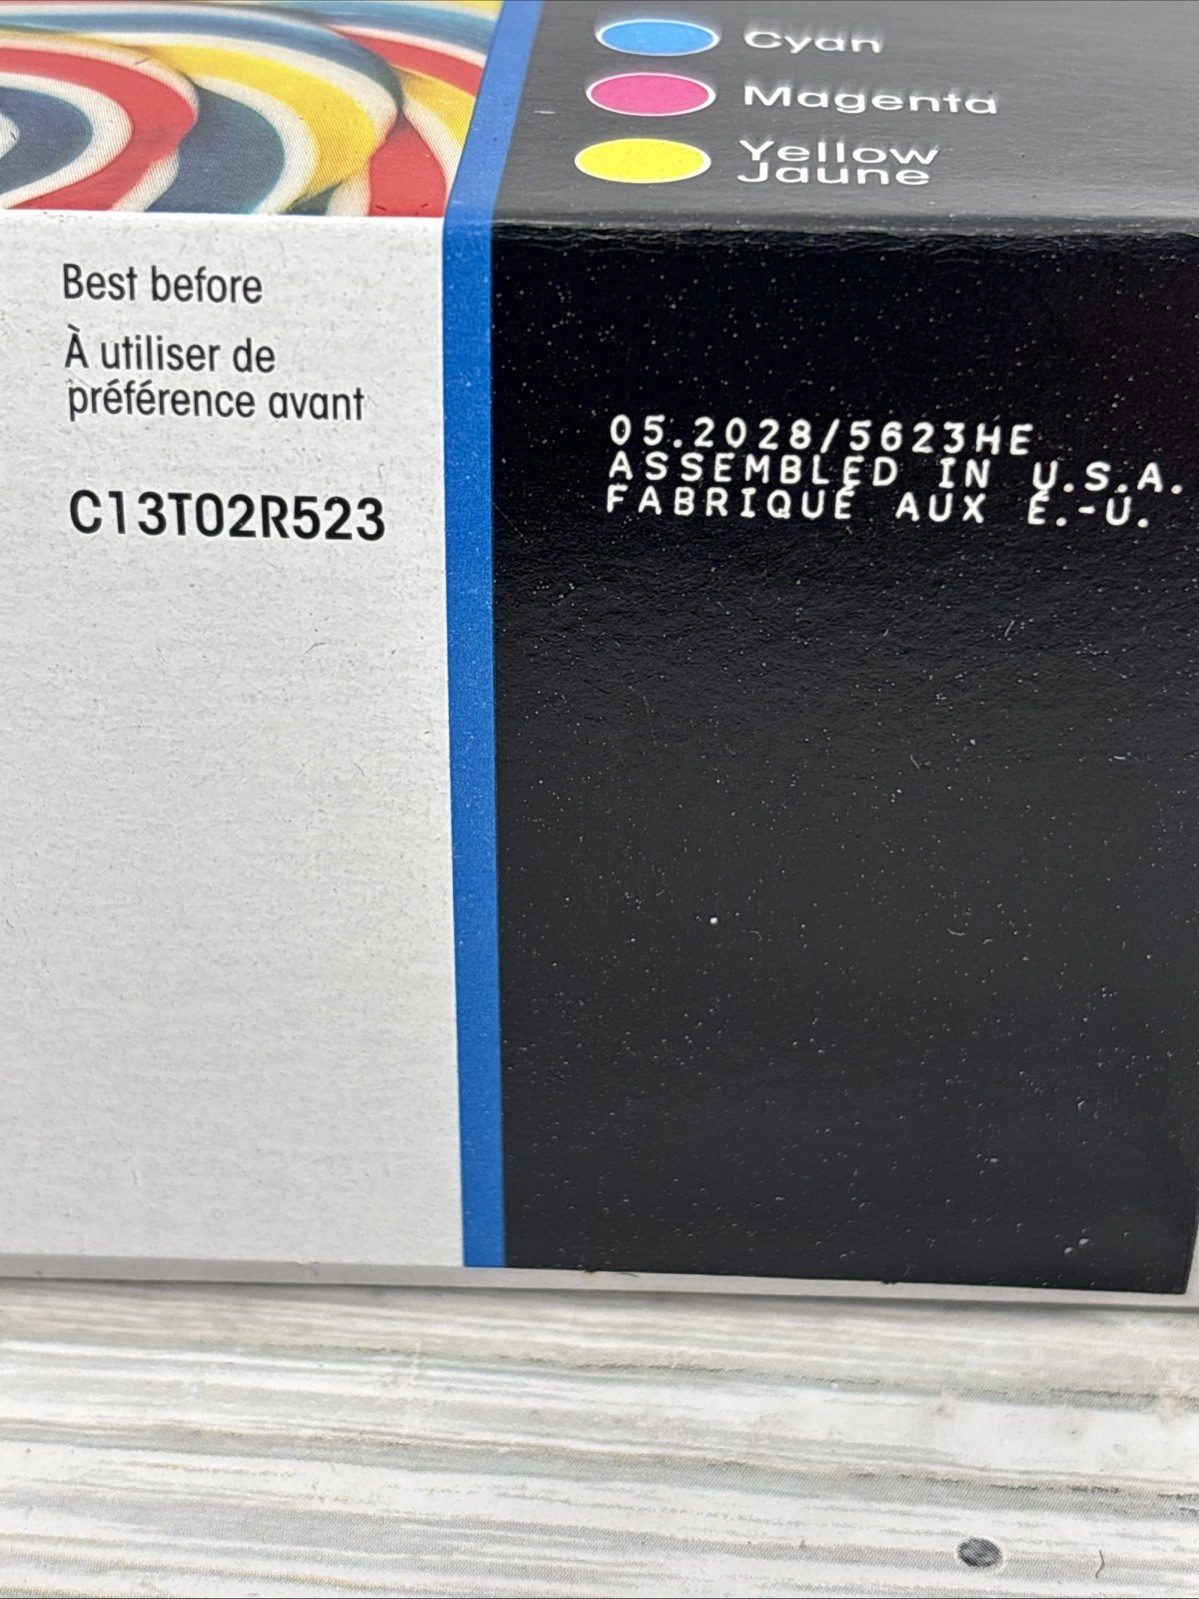 Cyan
Magenta
Yellow
Jaune
Best before
À utiliser de
préférence avant
C13T02R523
05.2028/5623HE
ASSEMBLED IN U.S.A.
FABRIQUÉ AUX É.-U.